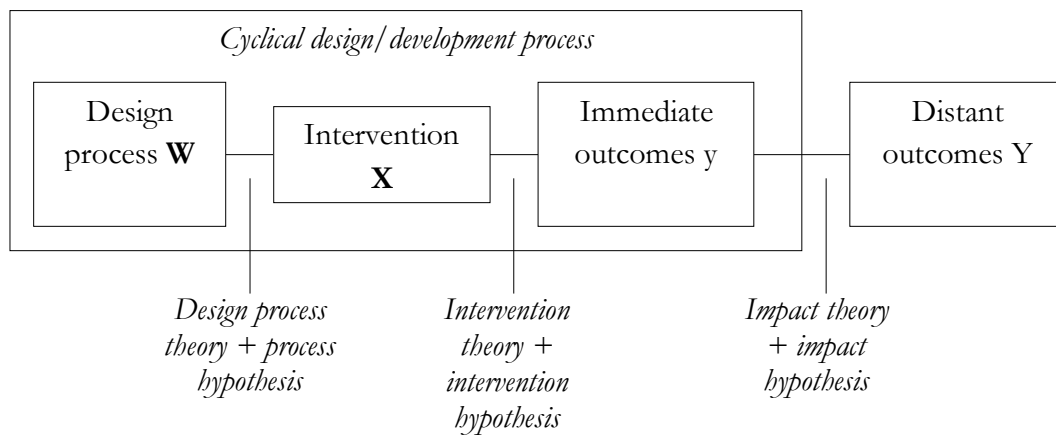 Cyclical design/development process
Design
process W
Intervention
X
Immediate
outcomes y
Distant
outcomes Y
Design process
theory + process
hypothesis
Intervention
theory +
intervention
hypothesis
Impact theory
+ impact
hypothesis